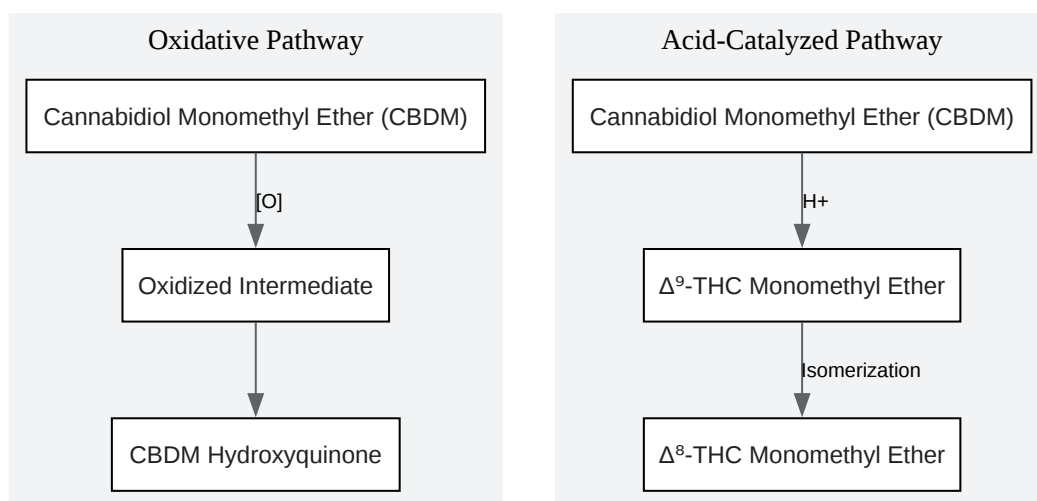 Oxidative Pathway
Cannabidiol Monomethyl Ether (CBDM)
[O]
Oxidized Intermediate
CBDM Hydroxyquinone
Acid-Catalyzed Pathway
Cannabidiol Monomethyl Ether (CBDM)
H+
Δ⁹-THC Monomethyl Ether
Isomerization
Δ⁸-THC Monomethyl Ether